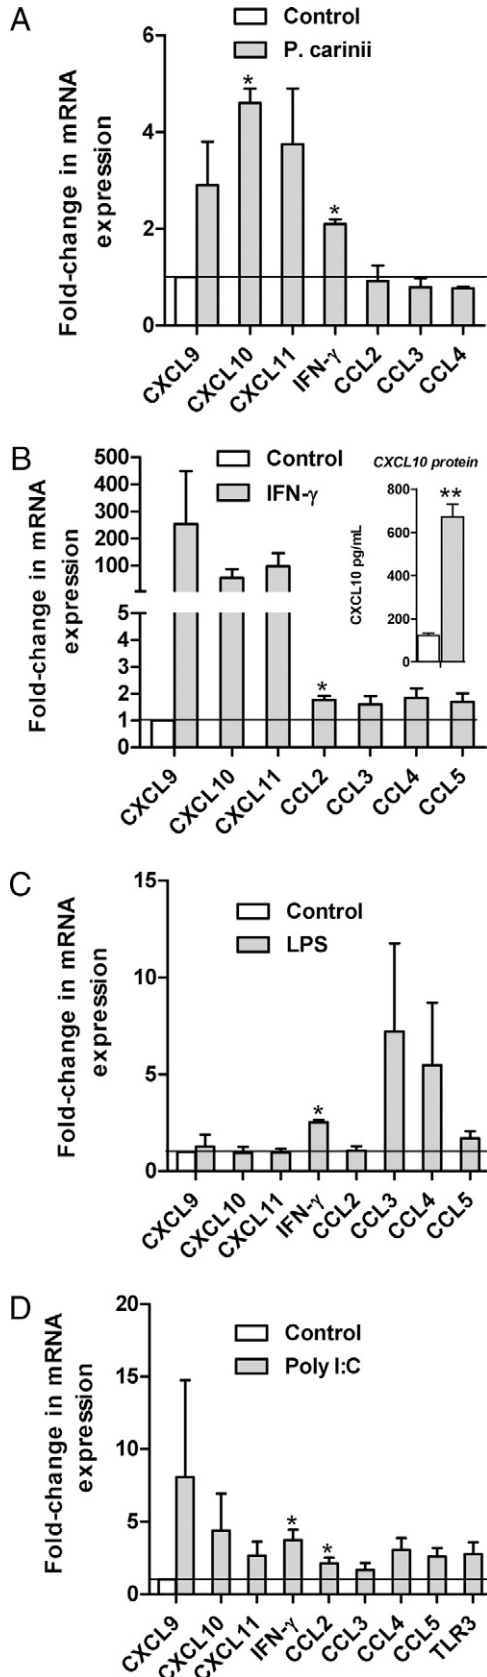 A
Control
P. carinii
Fold-change in mRNA
expression
6
4
2
0
*
*
CXCL9
CXCL10
CXCL11
IFN-γ
CCL2
CCL3
CCL4
B
Control
IFN-γ
Fold-change in mRNA
expression
500
400
300
200
100
5
4
3
2
1
0
*
CXCL10 protein
CXCL10 pg/mL
800
600
400
200
0
**
CXCL9
CXCL10
CXCL11
CCL2
CCL3
CCL4
CCL5
C
Control
LPS
Fold-change in mRNA
expression
15
10
5
0
*
CXCL9
CXCL10
CXCL11
IFN-γ
CCL2
CCL3
CCL4
CCL5
D
Control
Poly I:C
Fold-change in mRNA
expression
20
15
10
5
0
*
*
CXCL9
CXCL10
CXCL11
IFN-γ
CCL2
CCL3
CCL4
CCL5
TLR3